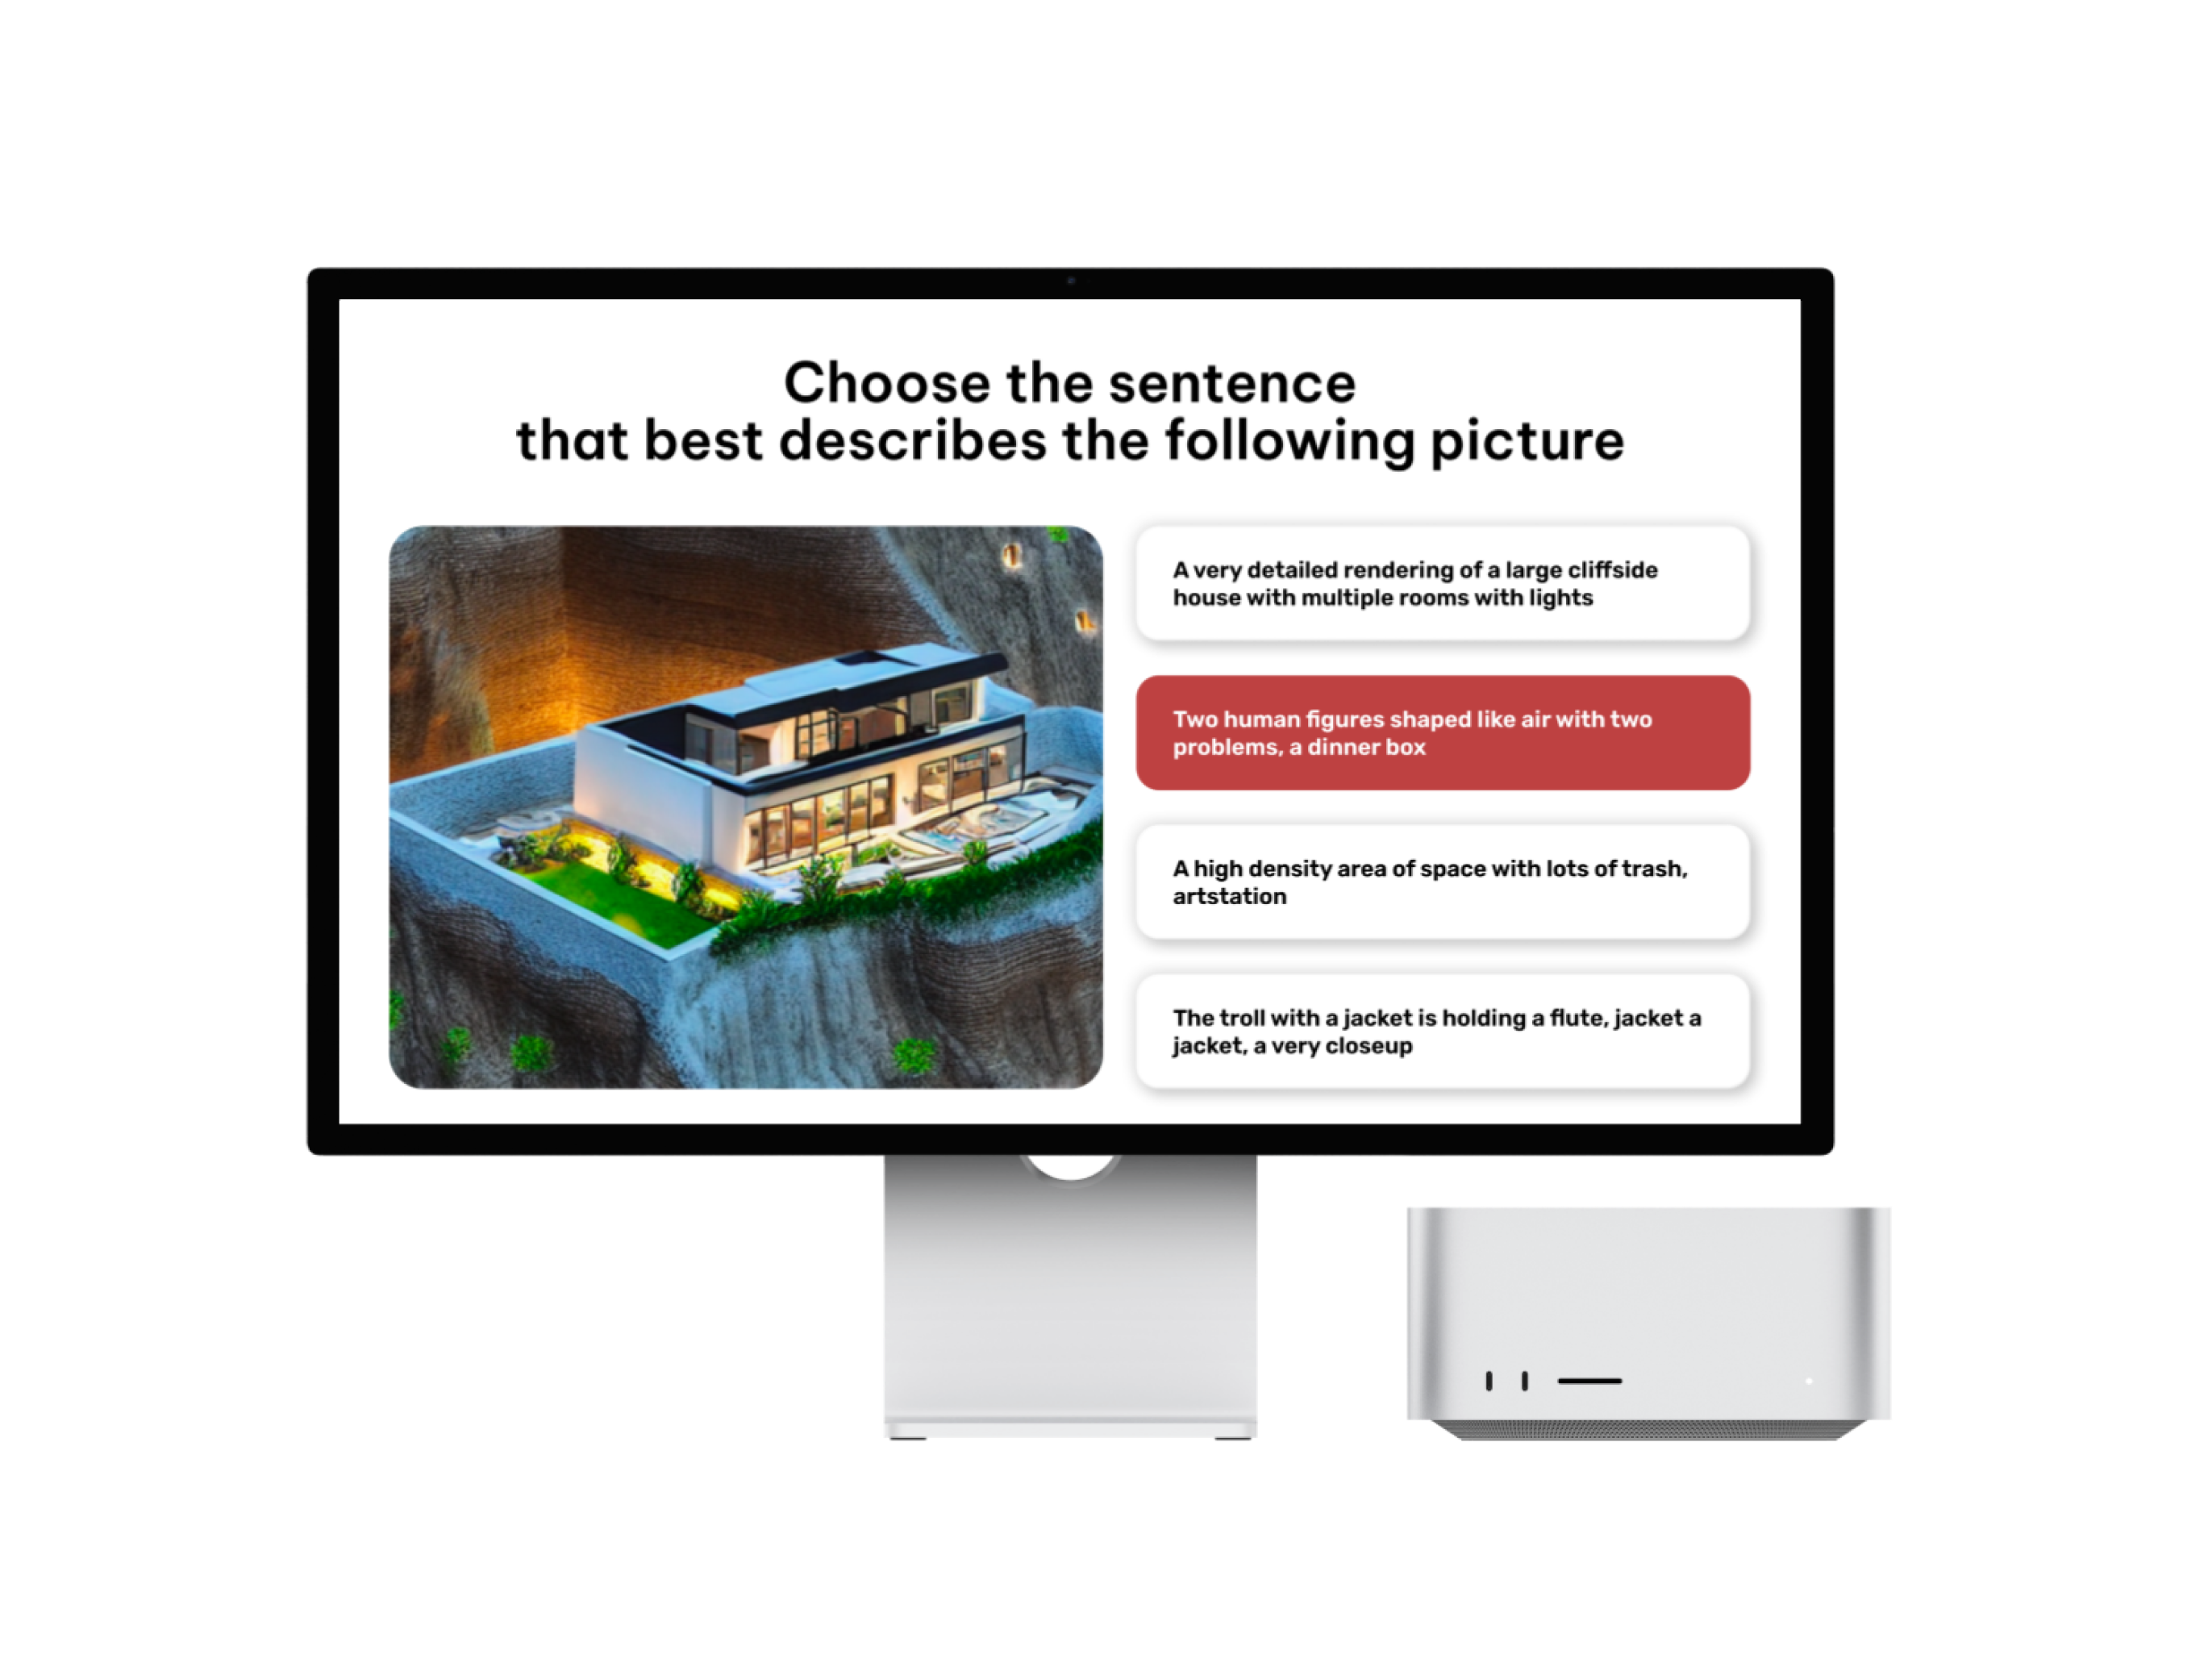 Choose the sentence
that best describes the following picture
A very detailed rendering of a large cliffside
house with multiple rooms with lights
Two human figures shaped like air with two
problems, a dinner box
A high density area of space with lots of trash,
artstation
The troll with a jacket is holding a flute, jacket a
jacket, a very closeup